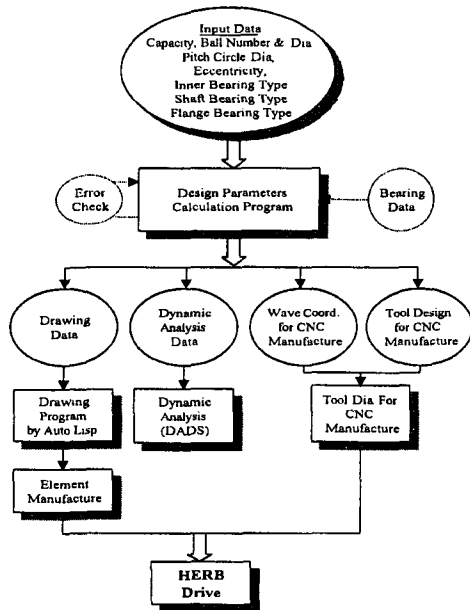 Input Data
Capacity, Ball Number & Dia
Pitch Circle Dia,
Eccentricity,
Inner Bearing Type
Shaft Bearing Type
Flange Bearing Type
Error
Check
Design Parameters
Calculation Program
Bearing
Data
Drawing
Data
Dynamic
Analysis
Data
Wave Coord.
for CNC
Manufacture
Tool Design
for CNC
Manufacture
Drawing
Program
by Auto Lisp
Dynamic
Analysis
(DADS)
Tool Dia For
CNC
Manufacture
Element
Manufacture
HERB
Drive